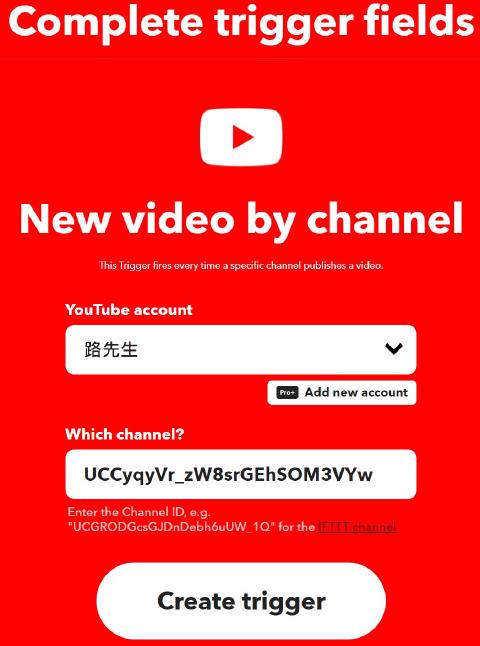 Complete trigger fields
New video by channel
This Trigger fires every time a specific channel publishes a video.
YouTube account
路先生
Pro+ Add new account
Which channel?
UCCyqyVr_zW8srGEhSOM3VYw
Enter the Channel ID, e.g.
"UCGRODGcsGJDnDebh6uUW_1Q" for the IFTTT channel
Create trigger